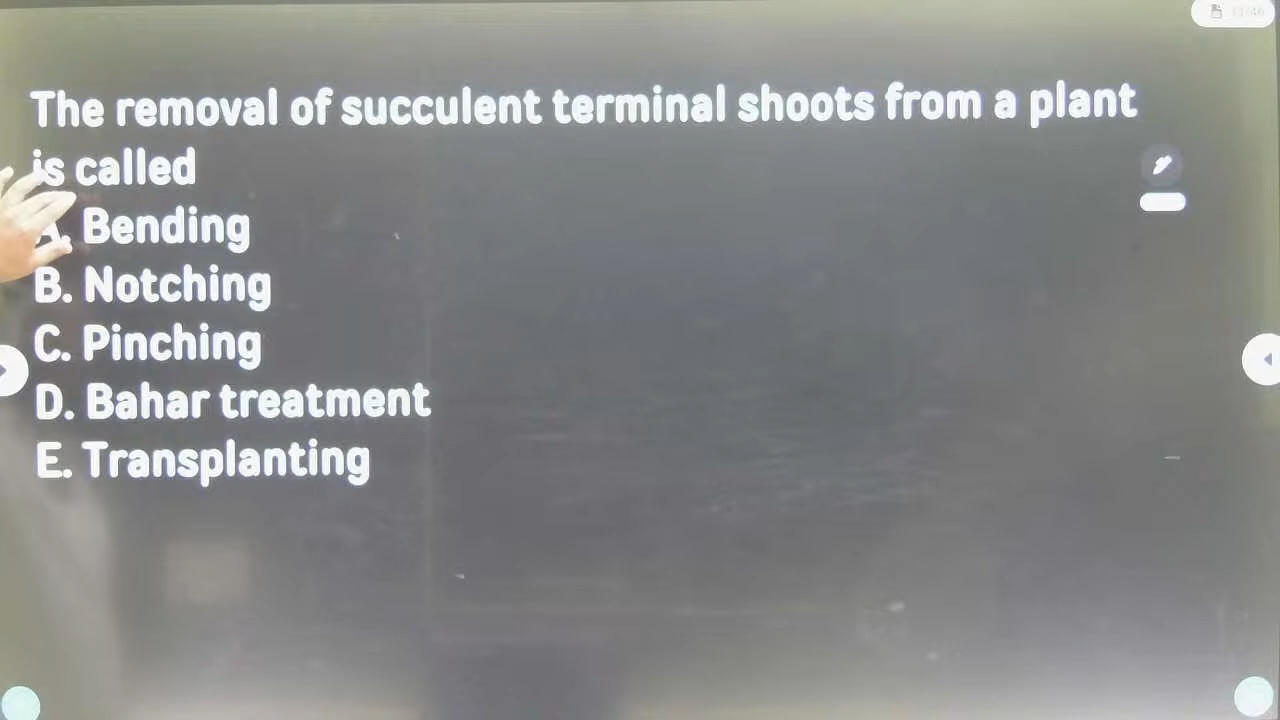 The removal of succulent terminal shoots from a plant
is called
A. Bending
B. Notching
C. Pinching
D. Bahar treatment
E. Transplanting